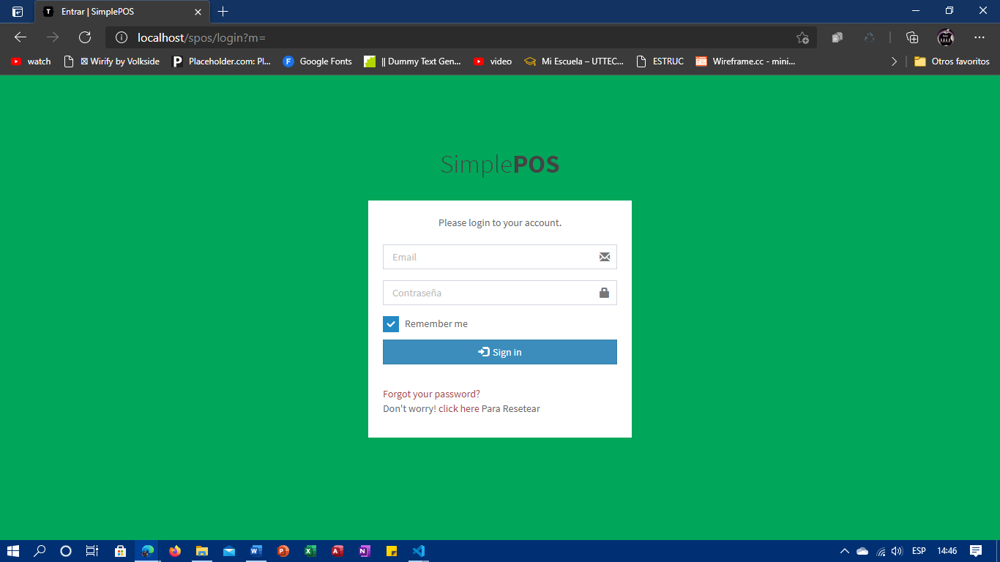 Entrar | SimplePOS
localhost/spos/login?m=
watch
Wirify by Volkside
Placeholder.com: Pl...
Google Fonts
|| Dummy Text Gen...
video
Mi Escuela – UTTEC...
ESTRUC
Wireframe.cc - mini...
Otros favoritos
SimplePOS
Please login to your account.
Email
Contraseña
Remember me
Sign in
Forgot your password?
Don't worry! click here Para Resetear
ESP
14:46